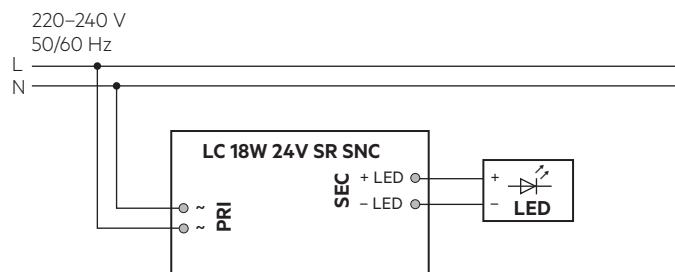 220–240 V
50/60 Hz
L
N
LC 18W 24V SR SNC
PRI
~
~
SEC
+ LED
– LED
+
–
LED